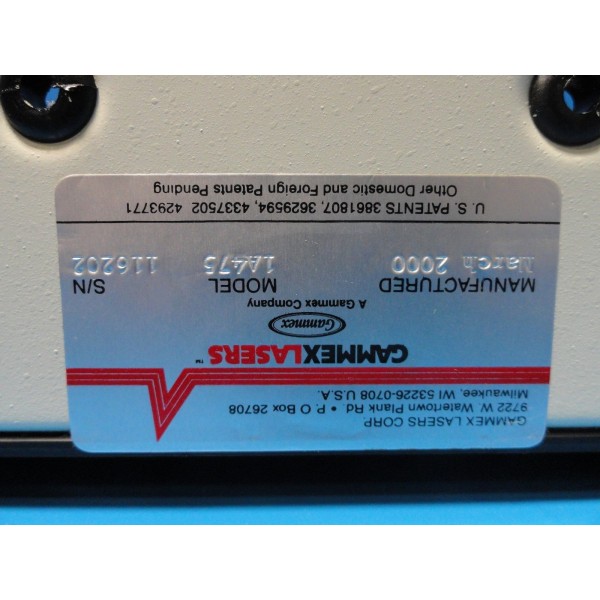 GAMMEX LASERS CORP.
9722 W. Watertown Plank Rd • P.O Box 26708
Milwaukee, WI 53226-0708 U.S.A.
GAMMEXLASERS™
Gammex
A Gammex Company
MANUFACTURED MODEL S/N
March 2000 1A475 116202
U. S. PATENTS 3861807, 3629594, 4337502 4293771
Other Domestic and Foreign Patents Pending